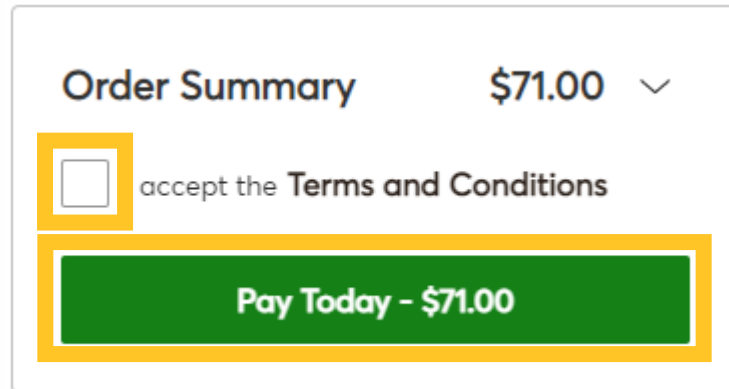 Order Summary $71.00
accept the Terms and Conditions
Pay Today - $71.00